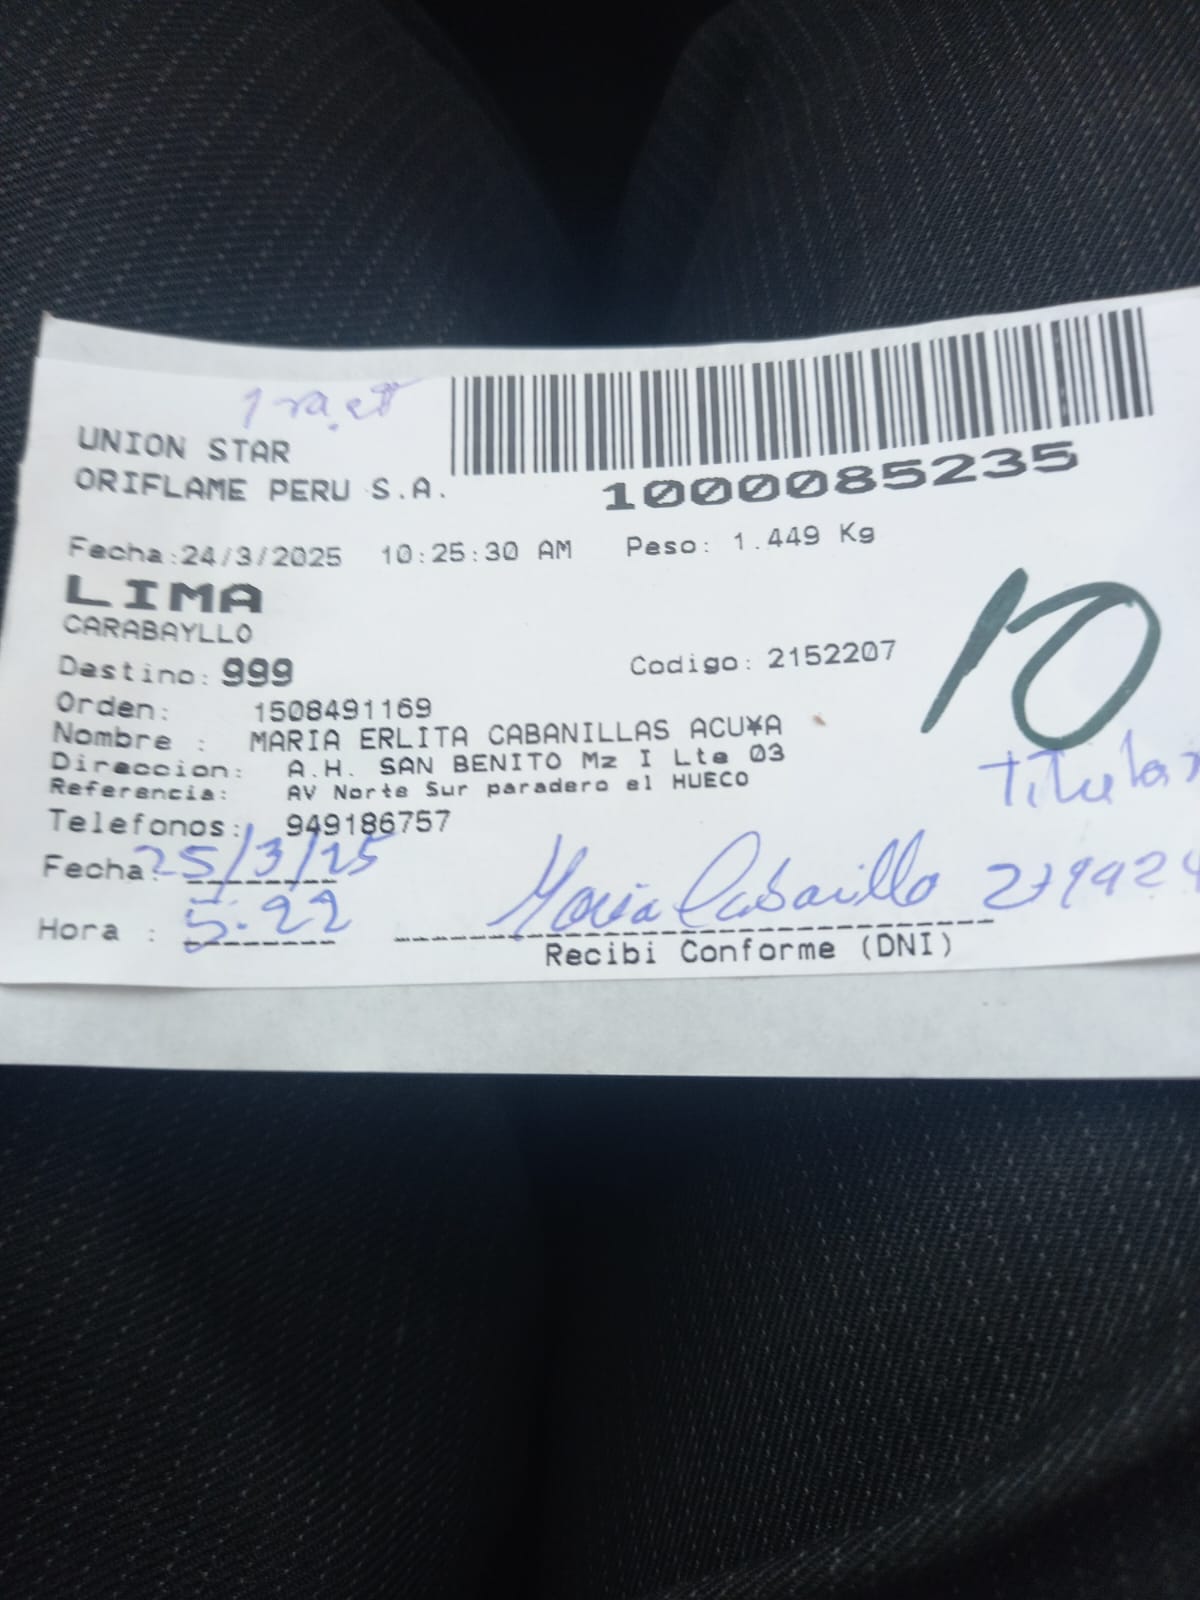 UNION STAR
ORIFLAME PERU S.A.
1000085235
Fecha:24/3/2025 10:25:30 AM Peso: 1.449 Kg
LIMA
CARABAYLLO
Destino: 999 Codigo: 2152207
10
Orden: 1508491169
Nombre : MARIA ERLITA CABANILLAS ACU¥A
Direccion: A.H. SAN BENITO Mz I Lte 03
Titular
Referencia: AV Norte Sur paradero el HUECO
Telefonos: 949186757
Fecha: 25/3/25
Hora : 5:22 Maria
Recibi Conforme (DNI)